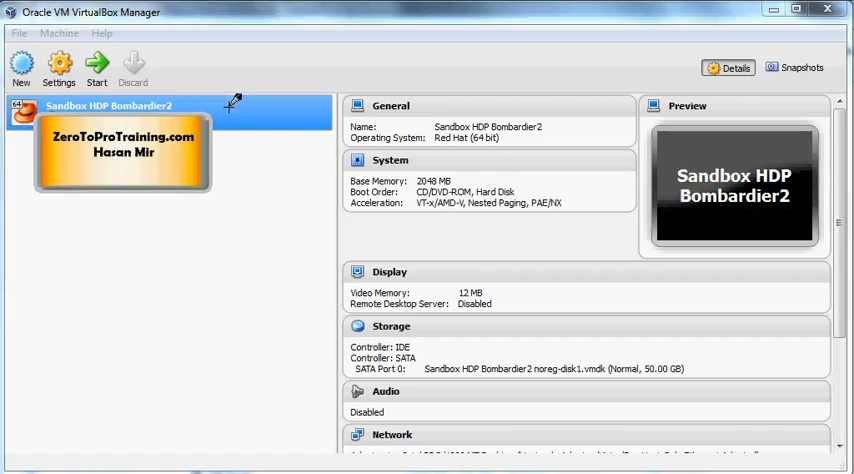 Oracle VM VirtualBox Manager
File Machine Help
New Settings Start Discard
Details Snapshots
64
Sandbox HDP Bombardier2
ZeroToProTraining.com
Hasan Mir
General
Name: Sandbox HDP Bombardier2
Operating System: Red Hat (64 bit)
System
Base Memory: 2048 MB
Boot Order: CD/DVD-ROM, Hard Disk
Acceleration: VT-x/AMD-V, Nested Paging, PAE/NX
Preview
Sandbox HDP
Bombardier2
Display
Video Memory: 12 MB
Remote Desktop Server: Disabled
Storage
Controller: IDE
Controller: SATA
SATA Port 0: Sandbox HDP Bombardier2 noreg-disk1.vmdk (Normal, 50.00 GB)
Audio
Disabled
Network